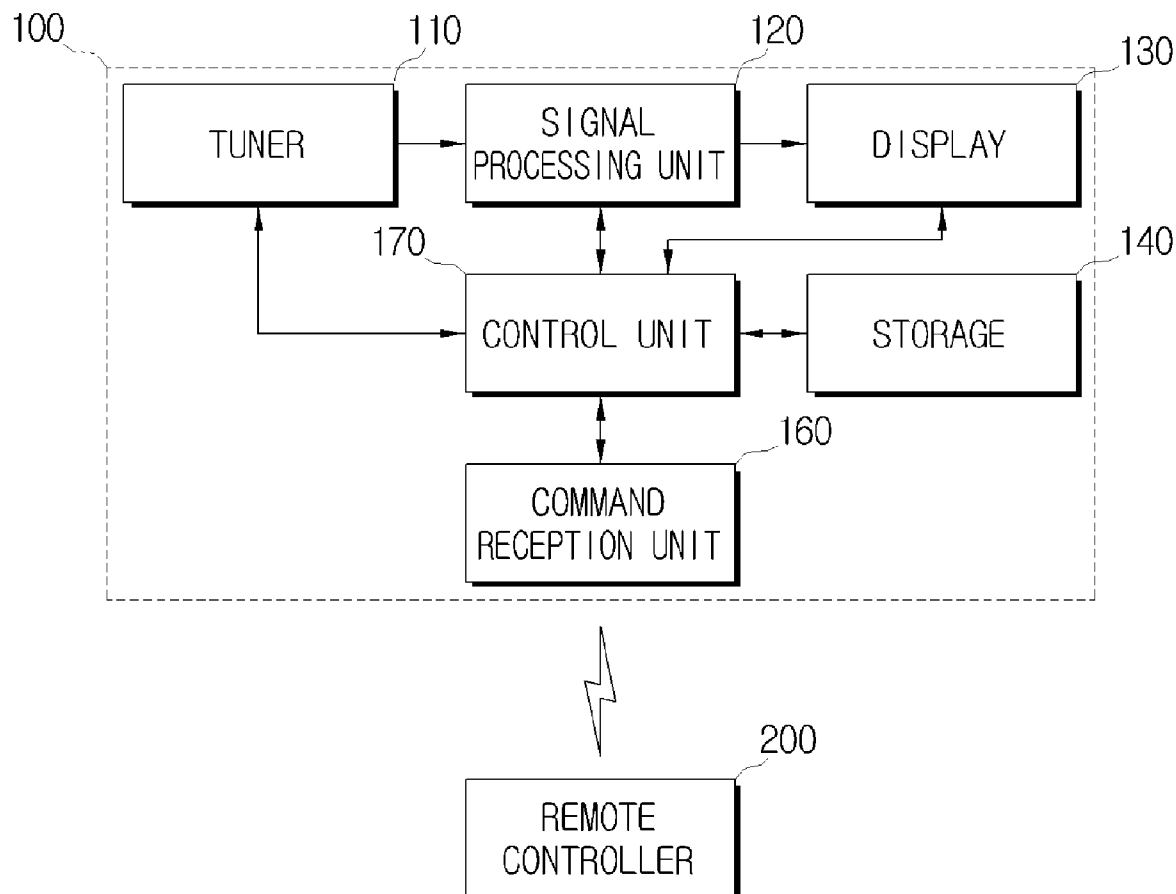 100
110
120
130
TUNER
SIGNAL
PROCESSING UNIT
DISPLAY
170
140
CONTROL UNIT
STORAGE
160
COMMAND
RECEPTION UNIT
200
REMOTE
CONTROLLER